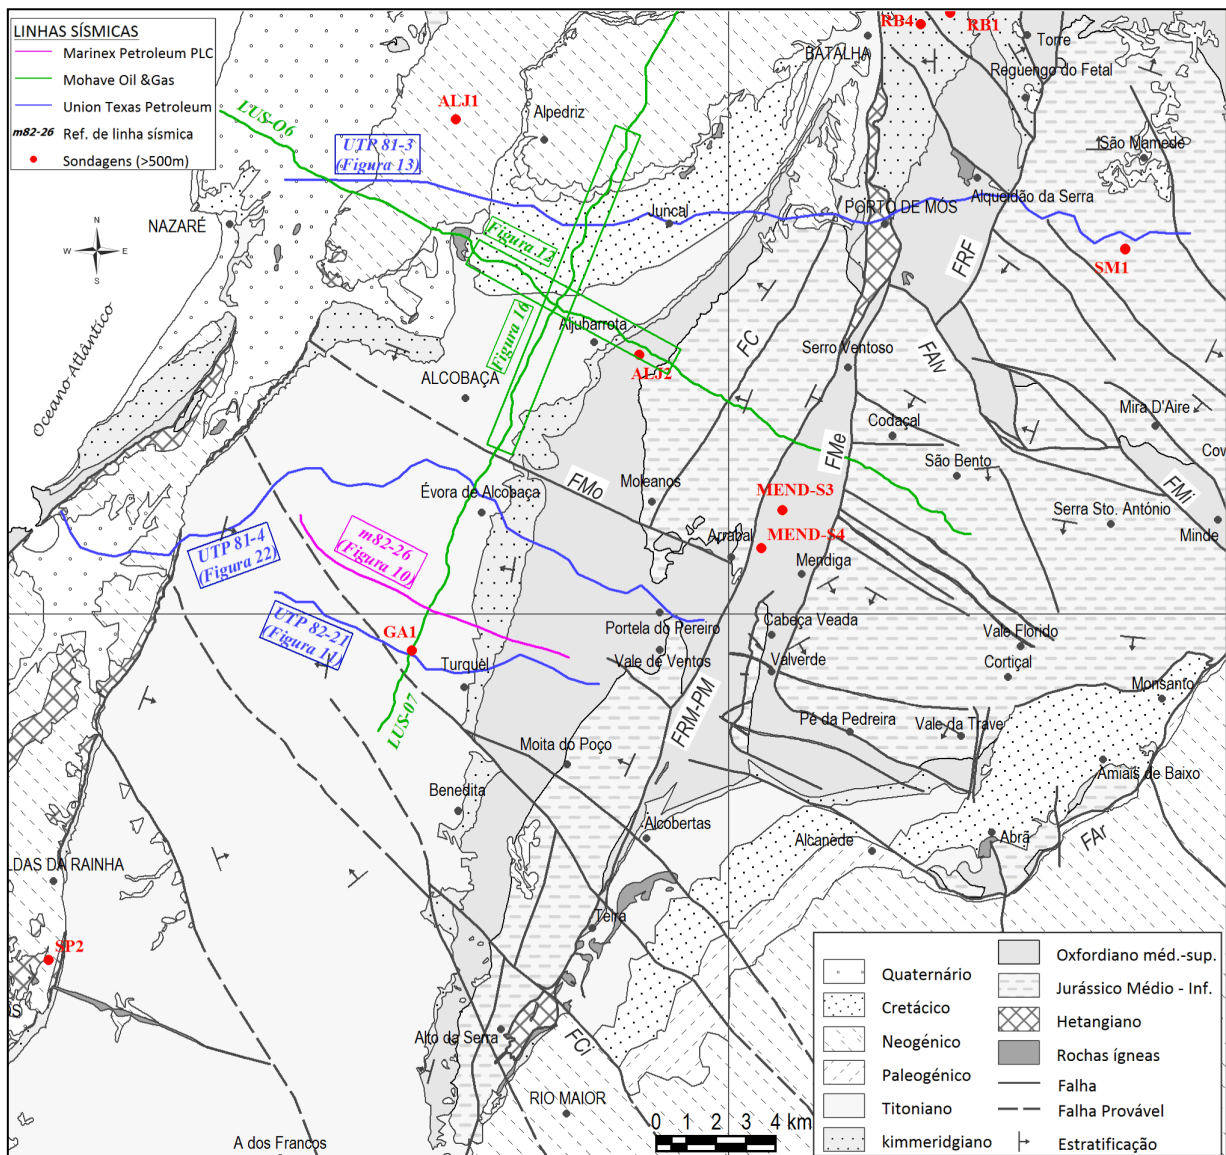 LINHAS SÍSMICAS
Marinex Petroleum PLC
Mohave Oil &Gas
Union Texas Petroleum
m82-26 Ref. de linha sísmica
Sondagens (>500m)
RB4
RB1
BATALHA
Torre
Reguengo do Fetal
LUS-O6
ALJ1
Alpedriz
UTP 81-3
(Figura 13)
São Mamede
Alqueidão da Serra
NAZARÉ
N
W
E
S
Juncal
PORTO DE MÓS
Figura 12
FRF
SM1
Oceano Atlântico
Figura 16
Aljubarrota
FC
Serro Ventoso
FAlv
ALCOBAÇA
ALJ2
Mira D'Aire
Codaçal
FMe
São Bento
Cov
FMo
Moleanos
Évora de Alcobaça
MEND-S3
FMi
Serra Sto. António
Minde
m82-26
(Figura 10)
UTP 81-4
(Figura 22)
Arrabal
MEND-S4
Mendiga
UTP 82-21
(Figura 11)
GA1
Portela do Pereiro
Cabeça Veada
Vale Florido
Vale de Ventos
Valverde
Cortiçal
Turquel
Monsanto
LUS-07
FRM-PM
Pé da Pedreira
Vale da Trave
Moita do Poço
Amiais de Baixo
Benedita
Alcobertas
Alcanede
Abrã
FAr
LDAS DA RAINHA
Teira
SP2
OS
Alto da Serra
FCi
RIO MAIOR
A dos Francos
0 1 2 3 4 km
Quaternário
Cretácico
Neogénico
Paleogénico
Titoniano
kimmeridgiano
Oxfordiano méd.-sup.
Jurássico Médio - Inf.
Hetangiano
Rochas ígneas
Falha
Falha Provável
Estratificação